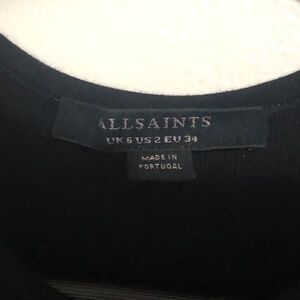 ALLSAINTS
UK 6 US 2 EU 34
MADE IN
PORTUGAL